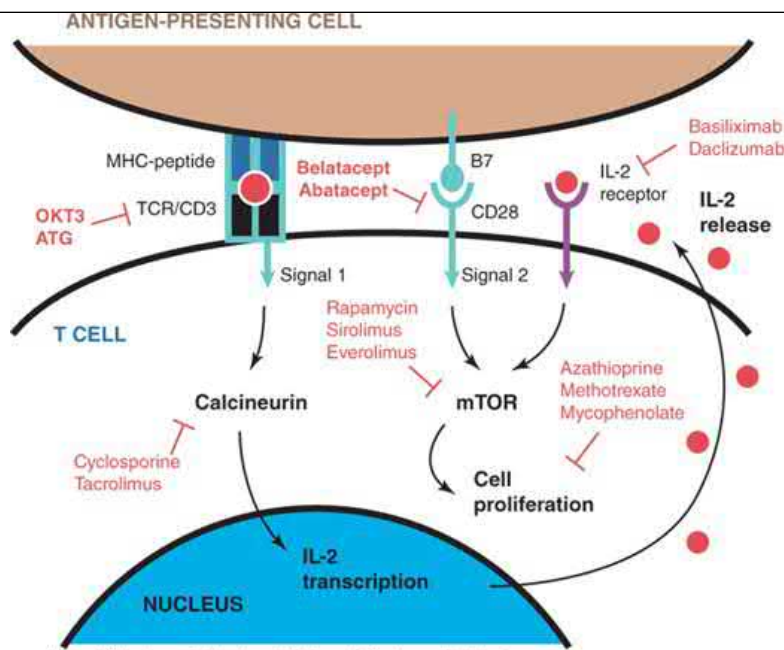 ANTIGEN-PRESENTING CELL
MHC-peptide
TCR/CD3
OKT3
ATG
Signal 1
Belatacept
Abatacept
B7
CD28
Signal 2
IL-2
receptor
Basiliximab
Daclizumab
IL-2
release
T CELL
Rapamycin
Sirolimus
Everolimus
Calcineurin
mTOR
Azathioprine
Methotrexate
Mycophenolate
Cyclosporine
Tacrolimus
Cell
proliferation
IL-2
transcription
NUCLEUS